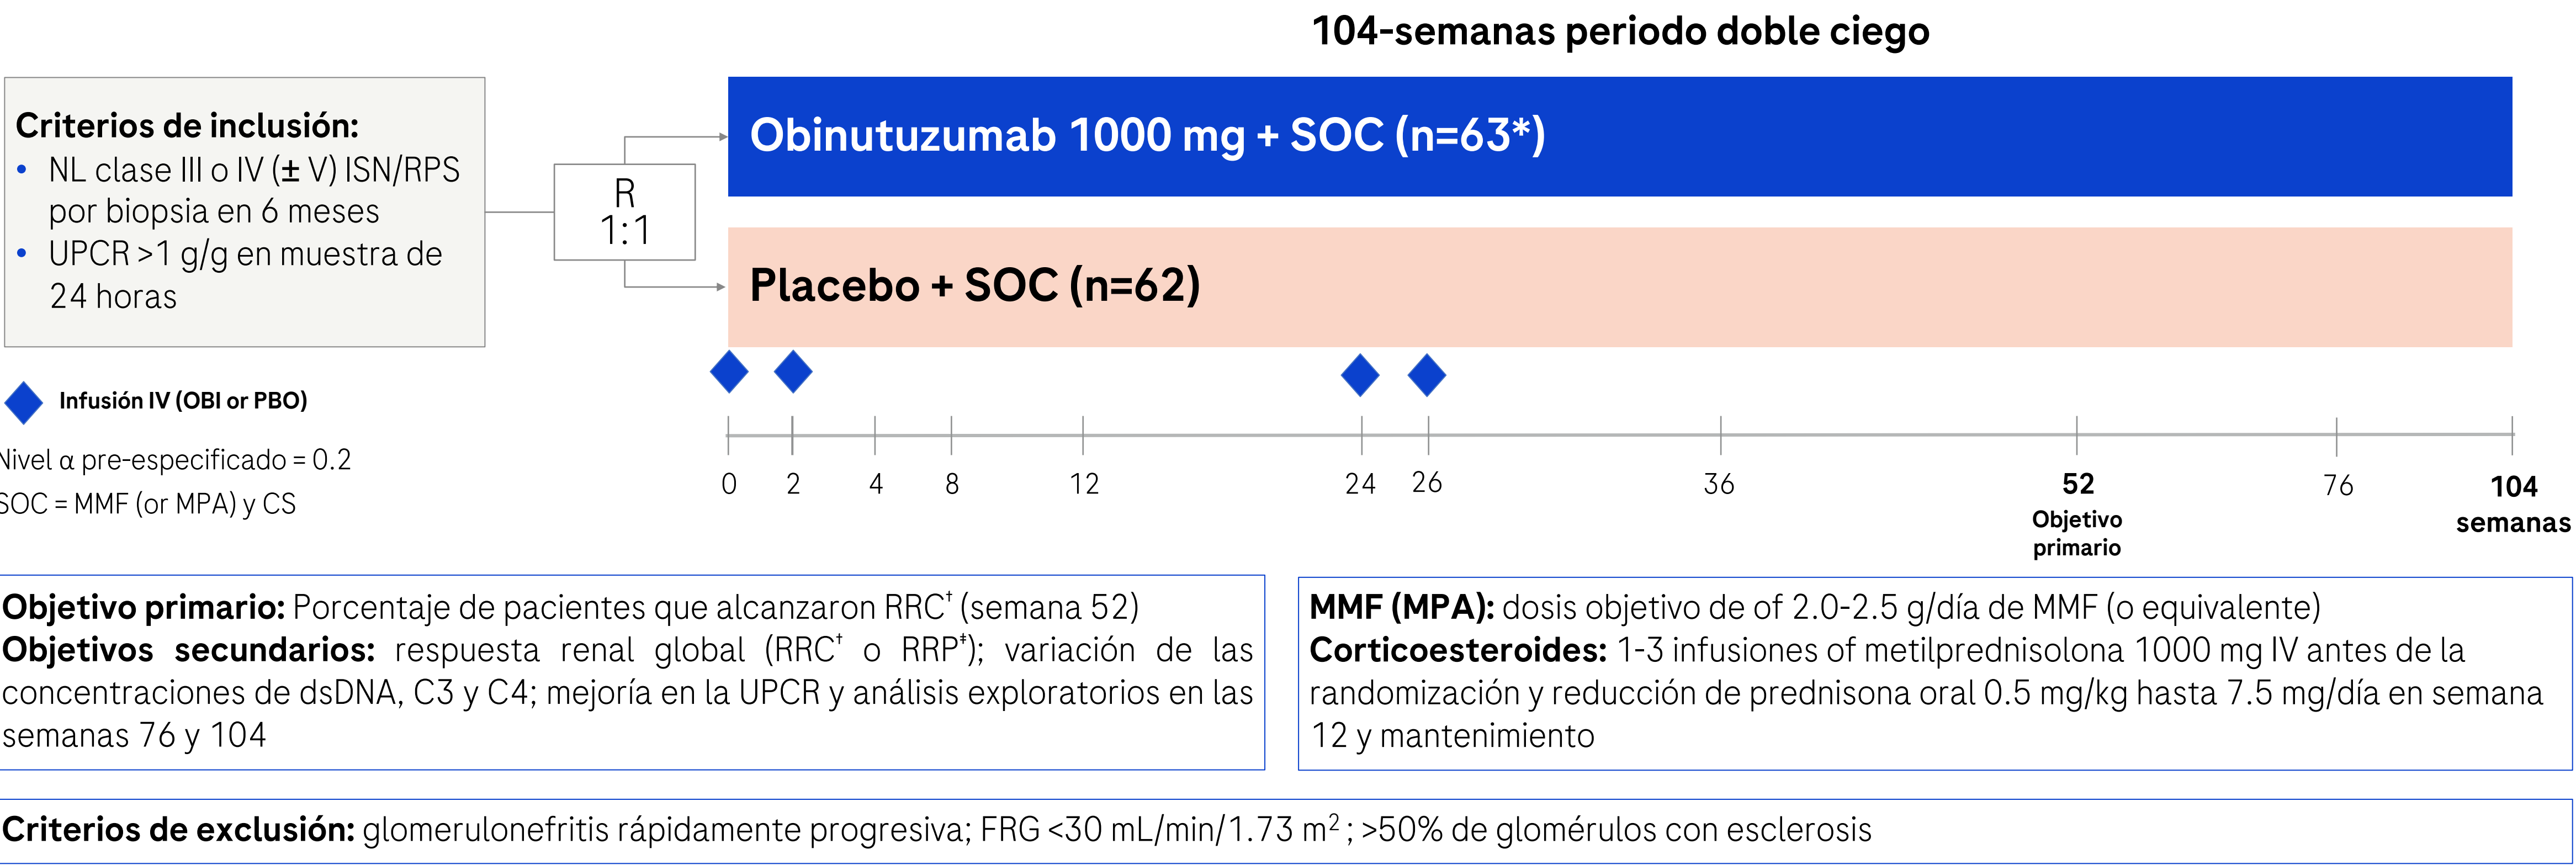 104-semanas periodo doble ciego
Criterios de inclusión:
• NL clase III o IV (± V) ISN/RPS
por biopsia en 6 meses
• UPCR >1 g/g en muestra de
24 horas
R
1:1
Obinutuzumab 1000 mg + SOC (n=63*)
Placebo + SOC (n=62)
Infusión IV (OBI or PBO)
Nivel α pre-especificado = 0.2
SOC = MMF (or MPA) y CS
0 2 4 8 12 24 26 36 52 76 104
Objetivo
primario
semanas
Objetivo primario: Porcentaje de pacientes que alcanzaron RRC† (semana 52)
Objetivos secundarios: respuesta renal global (RRC† o RRP‡); variación de las
concentraciones de dsDNA, C3 y C4; mejoría en la UPCR y análisis exploratorios en las
semanas 76 y 104
MMF (MPA): dosis objetivo de of 2.0-2.5 g/día de MMF (o equivalente)
Corticoesteroides: 1-3 infusiones of metilprednisolona 1000 mg IV antes de la
randomización y reducción de prednisona oral 0.5 mg/kg hasta 7.5 mg/día en semana
12 y mantenimiento
Criterios de exclusión: glomerulonefritis rápidamente progresiva; FRG <30 mL/min/1.73 m²; >50% de glomérulos con esclerosis